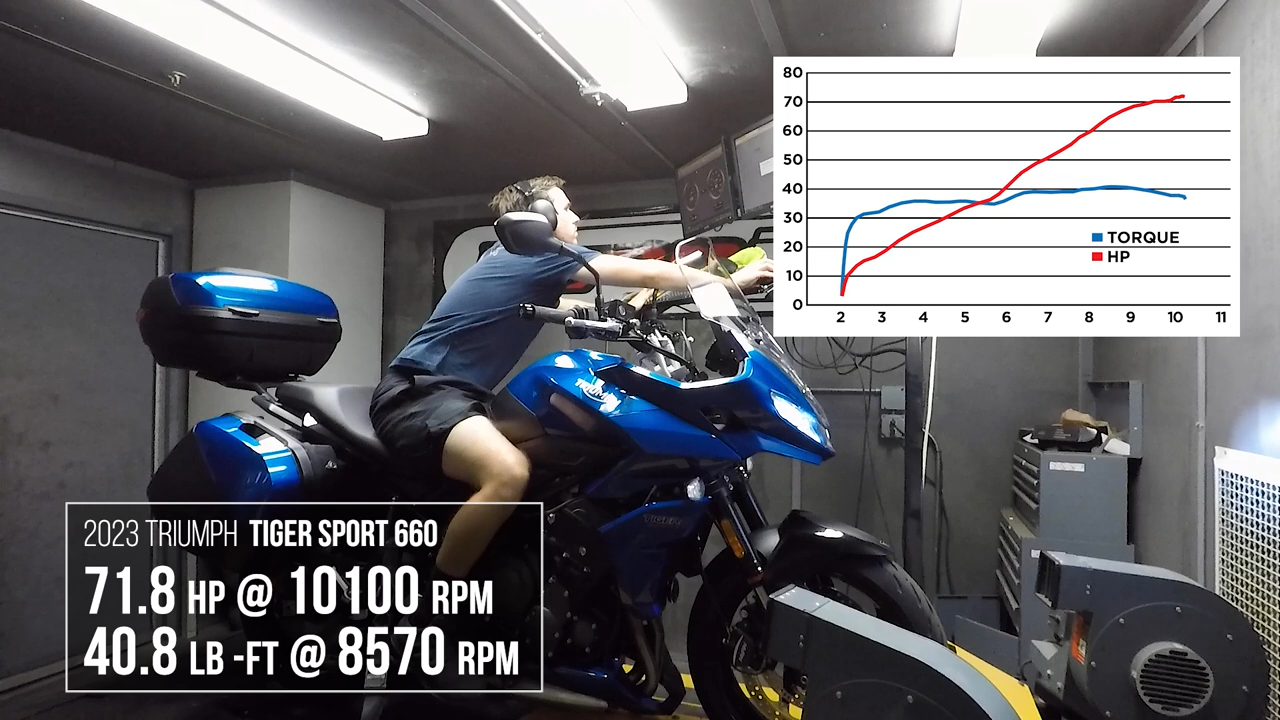 80
70
60
50
40
30
20
10
0
TORQUE
HP
2 3 4 5 6 7 8 9 10 11
TRIUMPH
TIGER
2023 TRIUMPH TIGER SPORT 660
71.8 HP @ 10100 RPM
40.8 LB -FT @ 8570 RPM